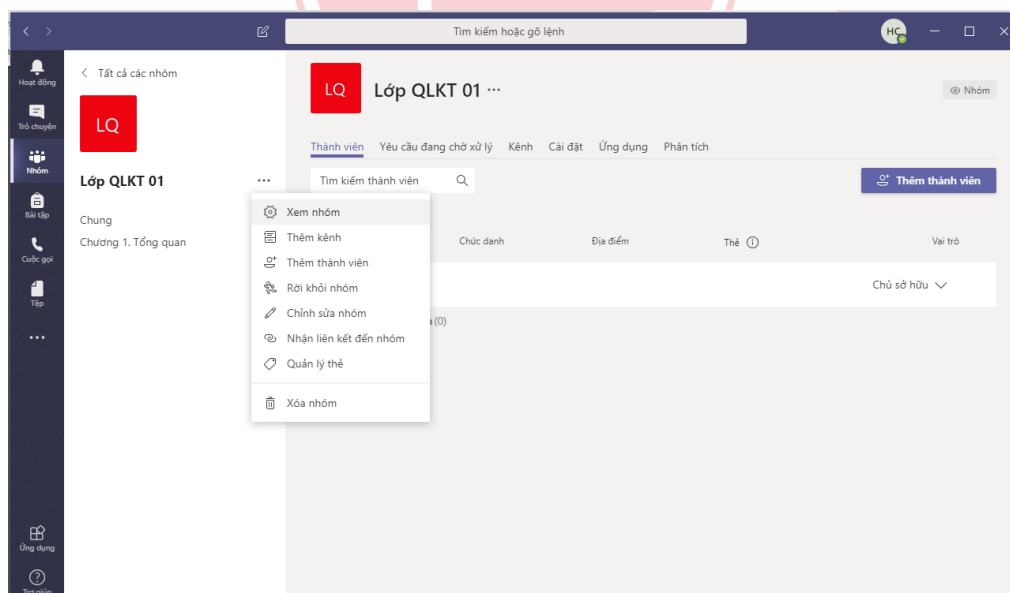 Tìm kiếm hoặc gõ lệnh
HC
Hoạt động
Trò chuyện
Nhóm
Bài tập
Cuộc gọi
Tệp
Ứng dụng
Trợ giúp
Tất cả các nhóm
LQ
Lớp QLKT 01
Chung
Chương 1. Tổng quan
Xem nhóm
Thêm kênh
Thêm thành viên
Rời khỏi nhóm
Chỉnh sửa nhóm
Nhận liên kết đến nhóm
Quản lý thẻ
Xóa nhóm
LQ
Lớp QLKT 01 ...
Nhóm
Thành viên Yêu cầu đang chờ xử lý Kênh Cài đặt Ứng dụng Phân tích
Tìm kiếm thành viên
Thêm thành viên
Chức danh Địa điểm Thẻ Vai trò
Chủ sở hữu
(0)